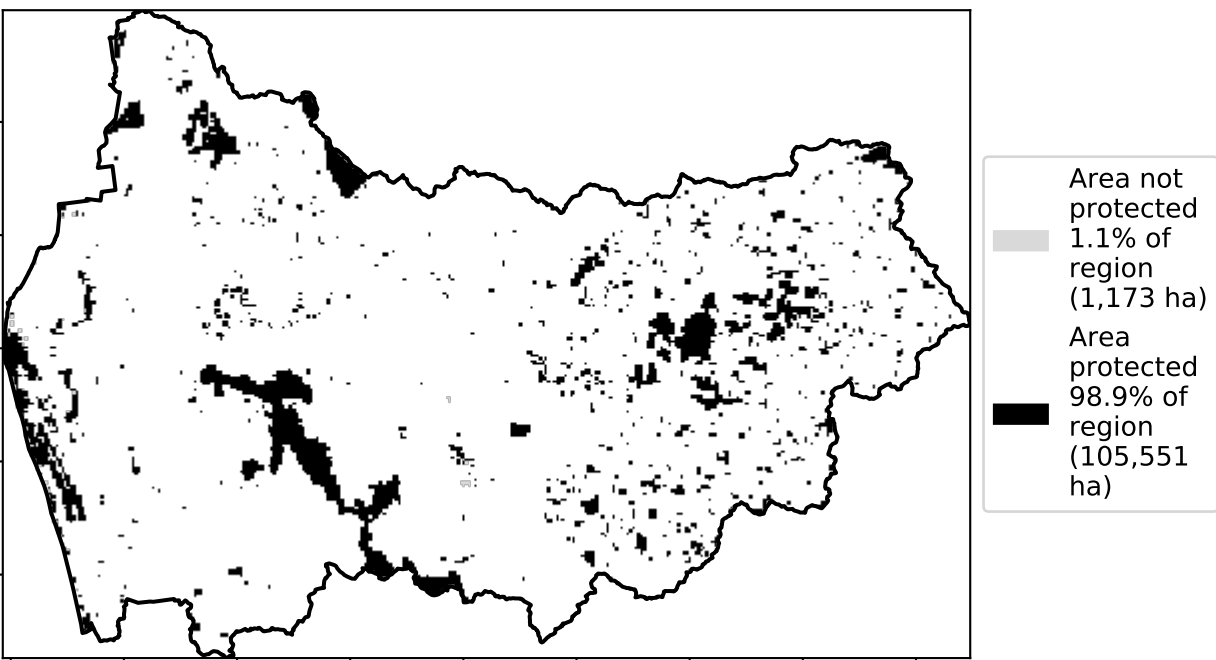 Area not
protected
1.1% of
region
(1,173 ha)
Area
protected
98.9% of
region
(105,551
ha)